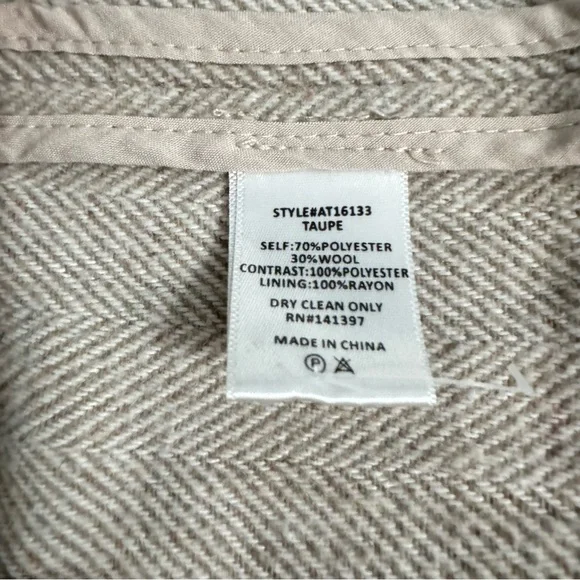 STYLE#AT16133
TAUPE
SELF:70%POLYESTER
30%WOOL
CONTRAST:100%POLYESTER
LINING:100%RAYON
DRY CLEAN ONLY
RN#141397
MADE IN CHINA
P